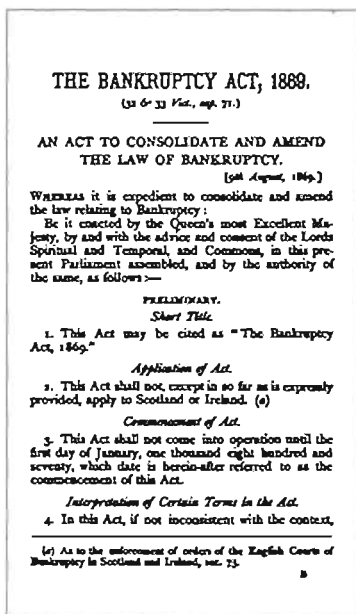 THE BANKRUPTCY ACT, 1869.
(32 & 33 Vict., cap. 71.)
AN ACT TO CONSOLIDATE AND AMEND
THE LAW OF BANKRUPTCY.
[9th August, 1869.]
WHEREAS it is expedient to consolidate and amend
the law relating to Bankruptcy:
Be it enacted by the Queen's most Excellent Ma-
jesty, by and with the advice and consent of the Lords
Spiritual and Temporal, and Commons, in this pre-
sent Parliament assembled, and by the authority of
the same, as follows:—
PRELIMINARY.
Short Title.
1. This Act may be cited as "The Bankruptcy
Act, 1869."
Application of Act.
2. This Act shall not, except in so far as is expressly
provided, apply to Scotland or Ireland. (a)
Commencement of Act.
3. This Act shall not come into operation until the
first day of January, one thousand eight hundred and
seventy, which date is herein-after referred to as the
commencement of this Act.
Interpretation of Certain Terms in the Act.
4. In this Act, if not inconsistent with the context,
(a) As to the enforcement of orders of the English Courts of
Bankruptcy in Scotland and Ireland, sec. 73.
B